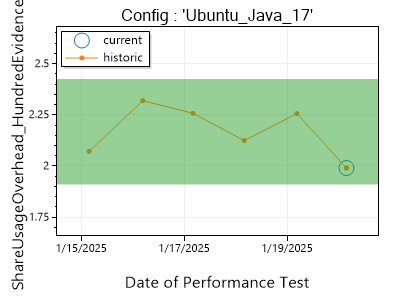 Config : 'Ubuntu_Java_17'
current
historic
ShareUsageOverhead_HundredEvidence
2.5
2.25
2
1.75
1/15/2025
1/17/2025
1/19/2025
Date of Performance Test